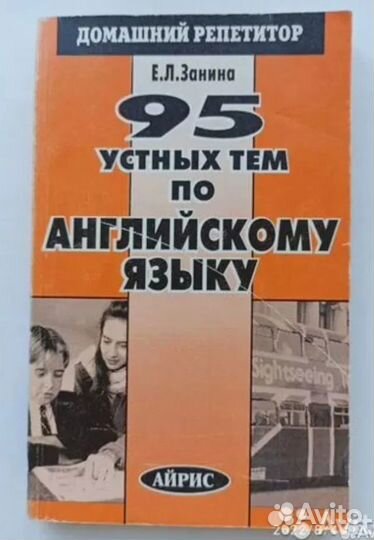 ДОМАШНИЙ РЕПЕТИТОР
Е.Л.Занина
95
УСТНЫХ ТЕМ
ПО
АНГЛИЙСКОМУ
ЯЗЫКУ
Sightseeing
АЙРИС
Avito